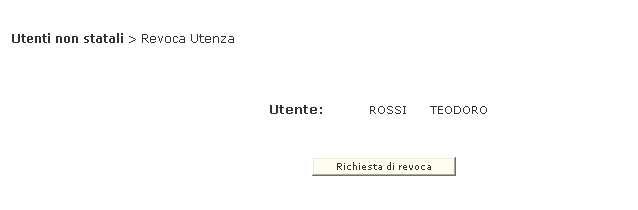 Utenti non statali > Revoca Utenza
Utente: ROSSI TEODORO
Richiesta di revoca